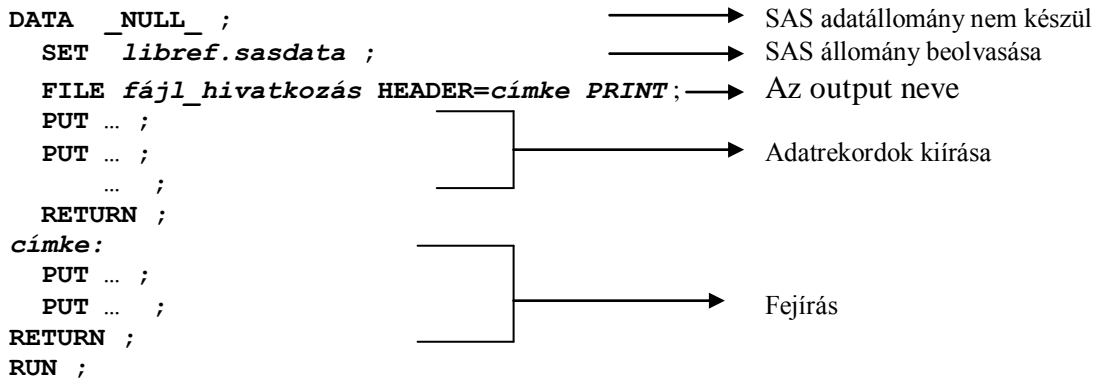 DATA _NULL_ ; SAS adatállomány nem készül
SET libref.sasdata ; SAS állomány beolvasása
FILE fájl_hivatkozás HEADER=címke PRINT; Az output neve
PUT … ;
PUT … ; Adatrekordok kiírása
… ;
RETURN ;
címke:
PUT … ;
PUT … ; Fejírás
RETURN ;
RUN ;